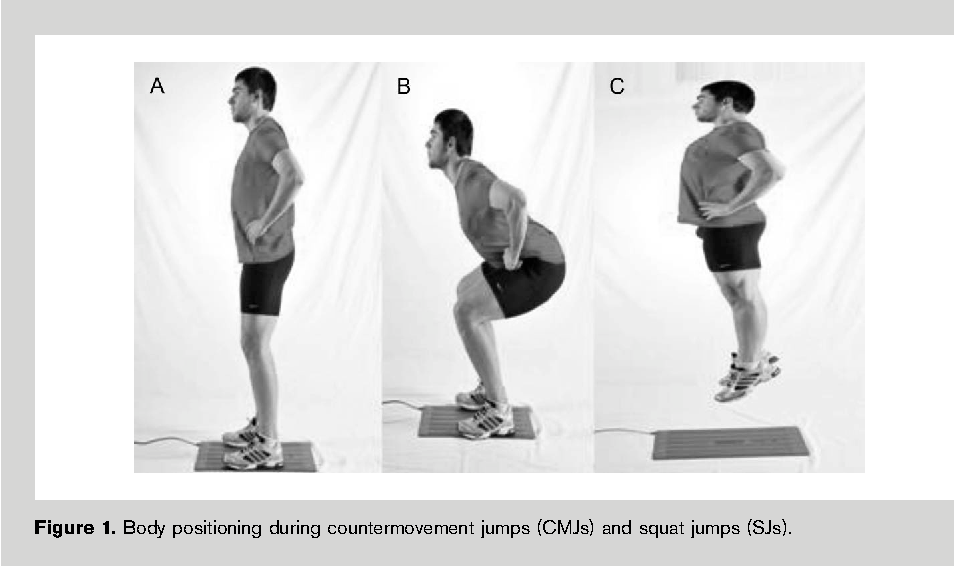 A B C
Figure 1. Body positioning during countermovement jumps (CMJs) and squat jumps (SJs).